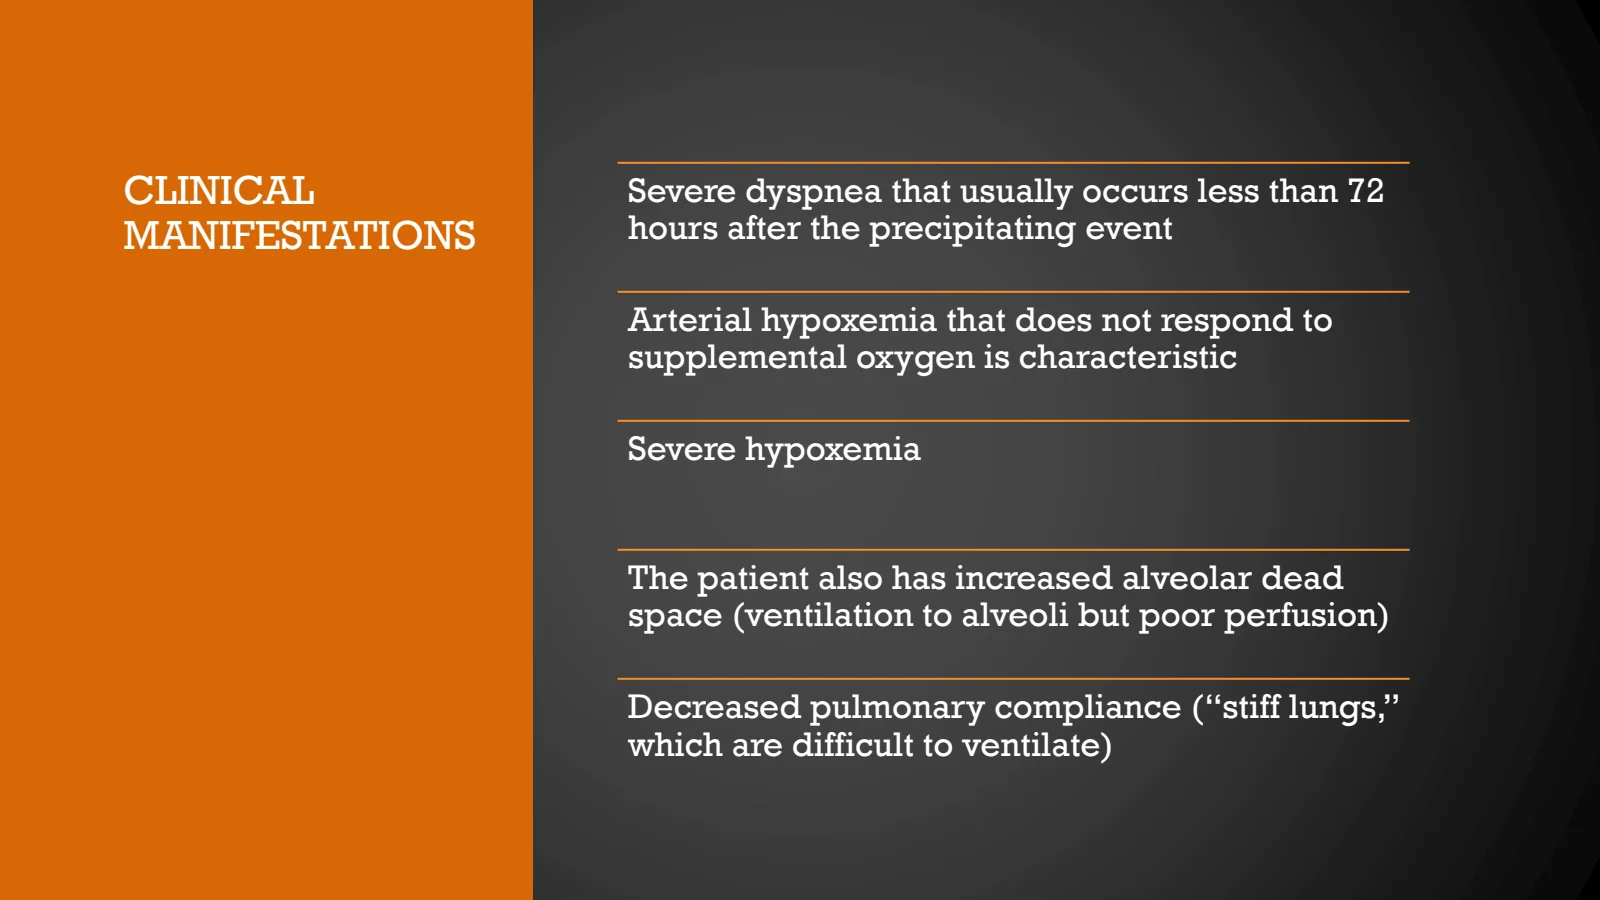 CLINICAL
MANIFESTATIONS
Severe dyspnea that usually occurs less than 72
hours after the precipitating event
Arterial hypoxemia that does not respond to
supplemental oxygen is characteristic
Severe hypoxemia
The patient also has increased alveolar dead
space (ventilation to alveoli but poor perfusion)
Decreased pulmonary compliance (“stiff lungs,”
which are difficult to ventilate)